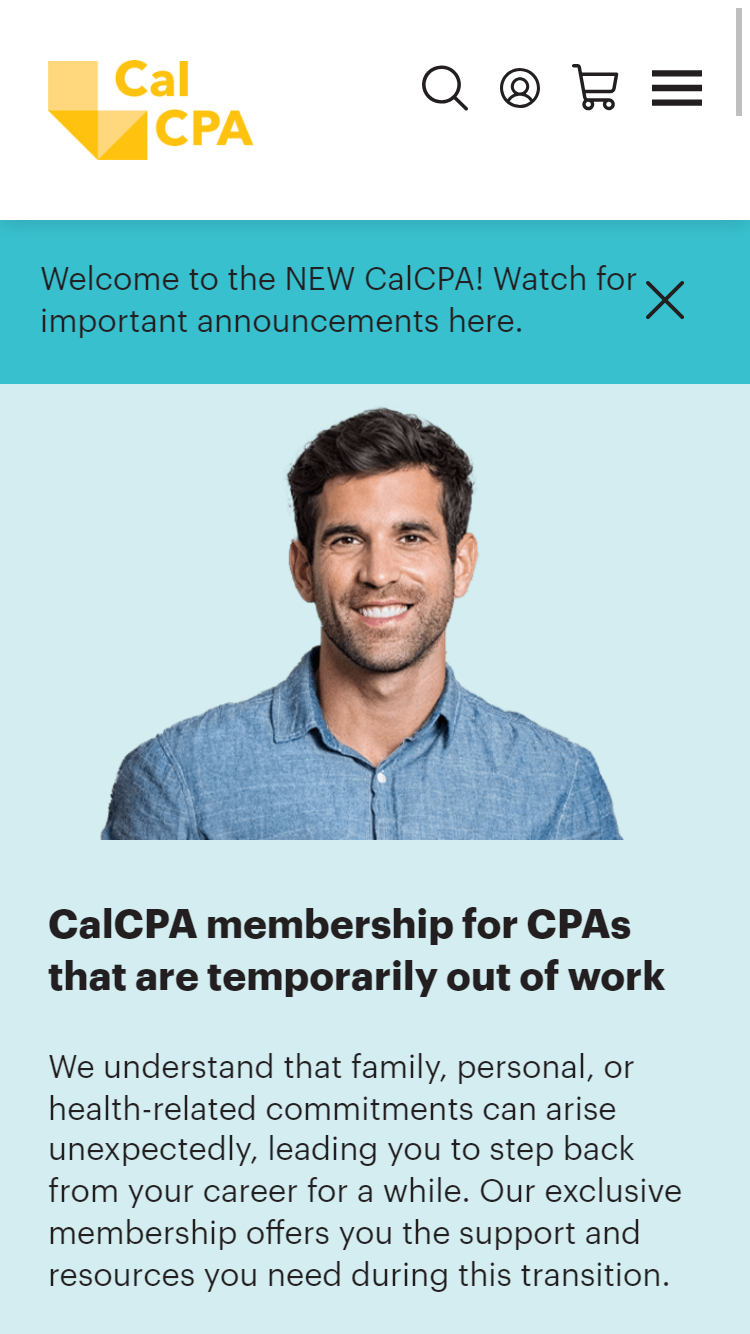 Cal
CPA
Welcome to the NEW CalCPA! Watch for
important announcements here.
CalCPA membership for CPAs
that are temporarily out of work
We understand that family, personal, or
health-related commitments can arise
unexpectedly, leading you to step back
from your career for a while. Our exclusive
membership offers you the support and
resources you need during this transition.